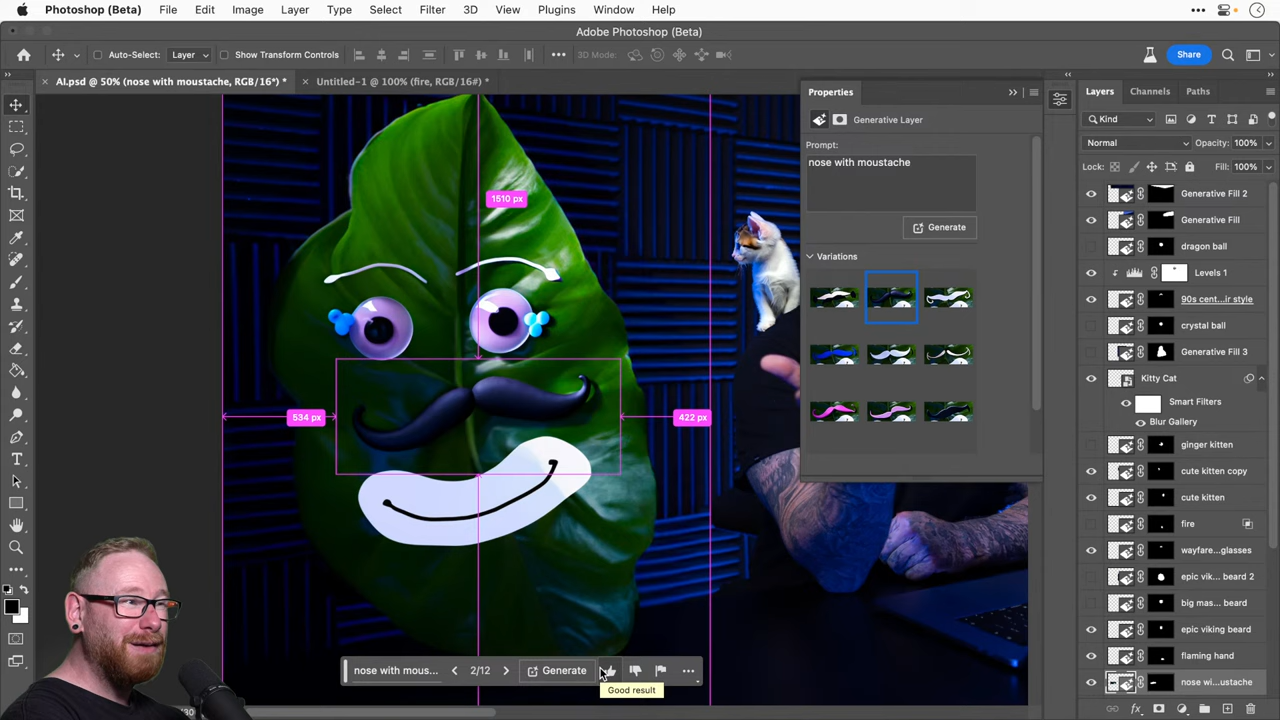 Photoshop (Beta) File Edit Image Layer Type Select Filter 3D View Plugins Window Help
Adobe Photoshop (Beta)
Auto-Select: Layer Show Transform Controls 3D Mode: Share
AI.psd @ 50% (nose with moustache, RGB/16*) * Untitled-1 @ 100% (fire, RGB/16#) *
Properties
Generative Layer
Prompt:
nose with moustache
Generate
Variations
1510 px
534 px
422 px
nose with mous... 2/12 Generate
Good result
Layers Channels Paths
Kind
Normal Opacity: 100%
Lock: Fill: 100%
Generative Fill 2
Generative Fill
dragon ball
Levels 1
90s cent...ir style
crystal ball
Generative Fill 3
Kitty Cat
Smart Filters
Blur Gallery
ginger kitten
cute kitten copy
cute kitten
fire
wayfare...glasses
epic vik... beard 2
big mas... beard
epic viking beard
flaming hand
nose wi...ustache